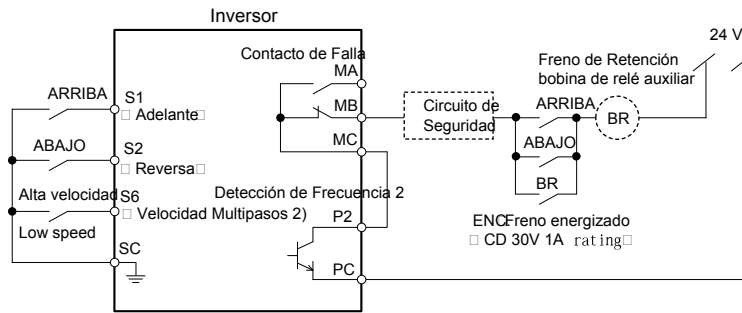 Inversor
24 V
Contacto de Falla
MA
Freno de Retención
bobina de relé auxiliar
ARRIBA
S1
□ Adelante□
MB
Circuito de
Seguridad
ARRIBA
BR
ABAJO
S2
□ Reversa□
MC
ABAJO
BR
Alta velocidad
S6
□ Velocidad Multipasos 2)
Detección de Frecuencia 2
P2
Low speed
ENCFreno energizado
□ CD 30V 1A rating□
SC
PC